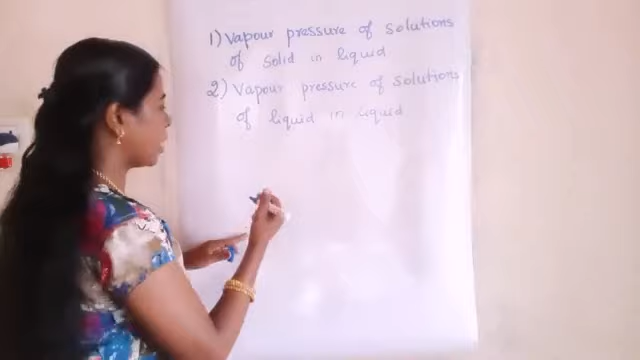 1) Vapour pressure of solutions
of solid in liquid
2) Vapour pressure of solutions
of liquid in liquid